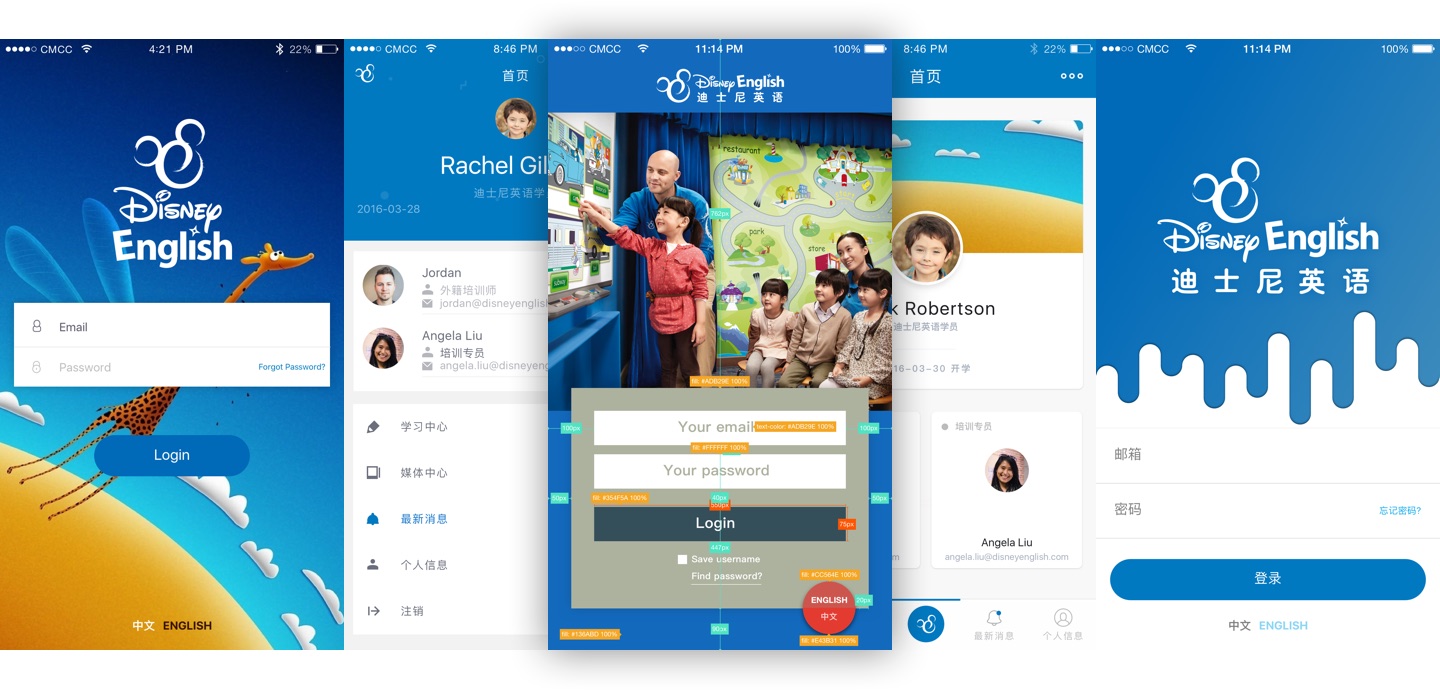 CMCC
4:21 PM
22%
Disney
English
Email
Password
Forgot Password?
Login
中文 ENGLISH
CMCC
8:46 PM
首页
Rachel Gil
迪士尼英语学
2016-03-28
Jordan
外籍培训师
jordan@disneyenglis
Angela Liu
培训专员
angela.liu@disneyeng
学习中心
媒体中心
最新消息
个人信息
注销
CMCC
11:14 PM
100%
Disney English
迪士尼英语
restaurant
park
store
762px
fill: #ADB29E 100%
Your email
text-color: #ADB29E 100%
100px
100px
fill: #FFFFFF 100%
Your password
50px
fill: #354F5A 100%
40px
50px
550px
Login
75px
447px
Save username
Find password?
fill: #CC564E 100%
ENGLISH
中文
70px
90px
fill: #136ABD 100%
fill: #E43B31 100%
8:46 PM
22%
首页
k Robertson
迪士尼英语学员
16-03-30 开学
培训专员
Angela Liu
angela.liu@disneyenglish.com
m
最新消息
个人信息
CMCC
11:14 PM
100%
Disney English
迪士尼英语
邮箱
密码
忘记密码?
登录
中文 ENGLISH